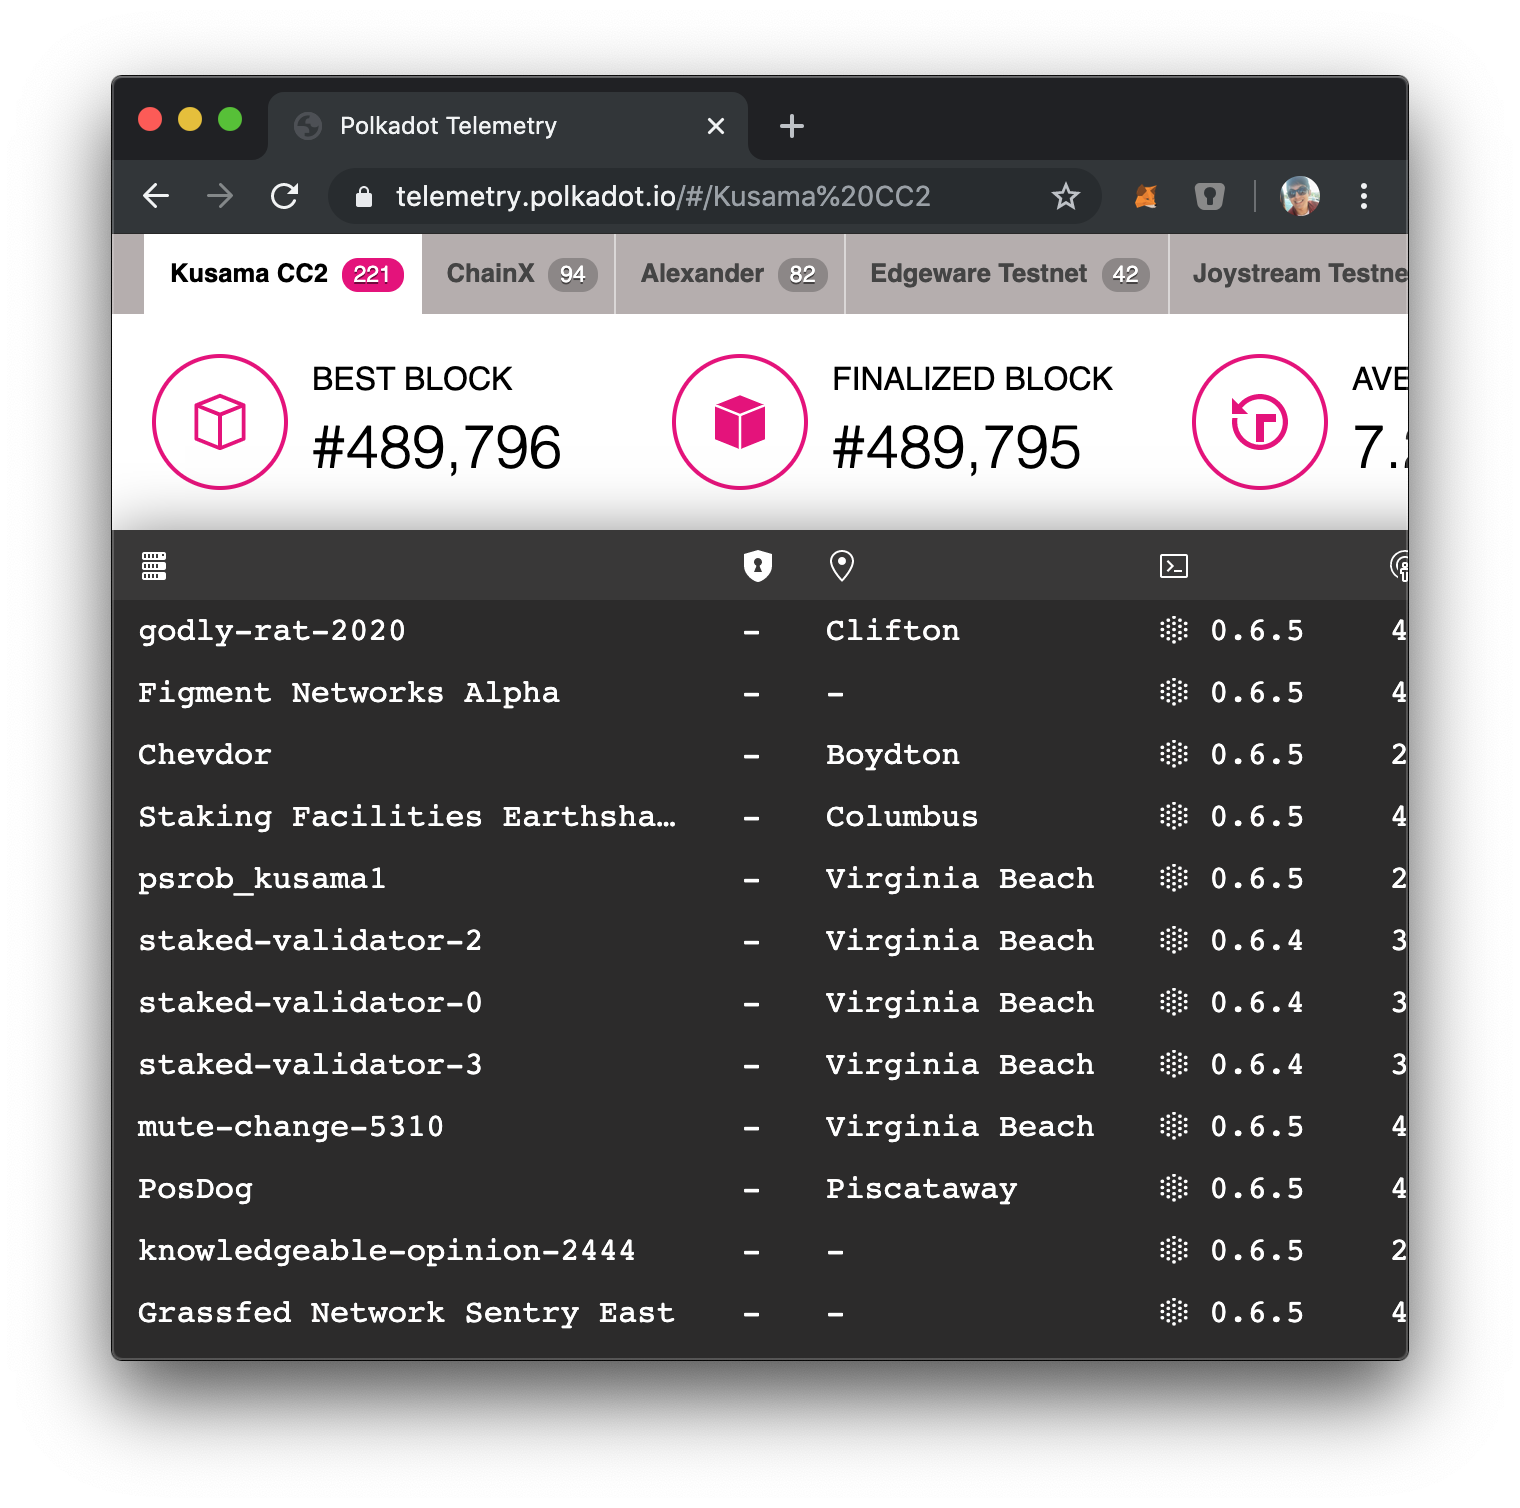 Polkadot Telemetry
telemetry.polkadot.io/#/Kusama%20CC2
Kusama CC2 221 ChainX 94 Alexander 82 Edgeware Testnet 42 Joystream Testne
BEST BLOCK FINALIZED BLOCK AVE
#489,796 #489,795 7.2
godly-rat-2020 – Clifton 0.6.5 4
Figment Networks Alpha – – 0.6.5 4
Chevdor – Boydton 0.6.5 2
Staking Facilities Earthsha… – Columbus 0.6.5 4
psrob_kusama1 – Virginia Beach 0.6.5 2
staked-validator-2 – Virginia Beach 0.6.4 3
staked-validator-0 – Virginia Beach 0.6.4 3
staked-validator-3 – Virginia Beach 0.6.4 3
mute-change-5310 – Virginia Beach 0.6.5 4
PosDog – Piscataway 0.6.5 4
knowledgeable-opinion-2444 – – 0.6.5 2
Grassfed Network Sentry East – – 0.6.5 4